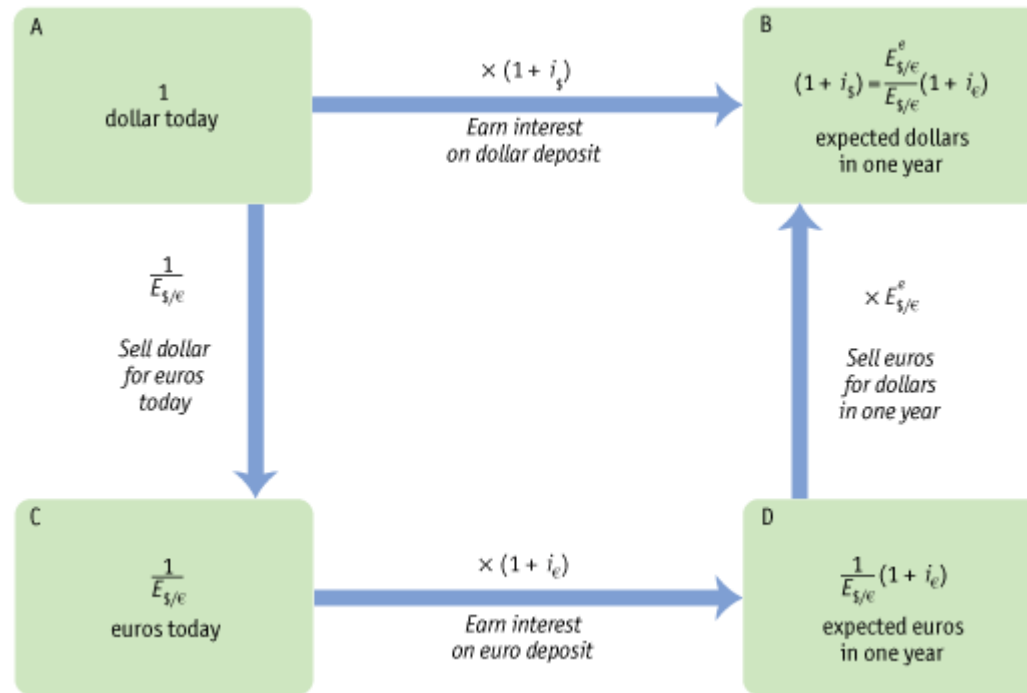 A
1
dollar today
× (1 + i$)
Earn interest
on dollar deposit
B
(1 + i$) = E^e$/€ / E$/€ (1 + i€)
expected dollars
in one year
1 / E$/€
Sell dollar
for euros
today
× E^e$/€
Sell euros
for dollars
in one year
C
1 / E$/€
euros today
× (1 + i€)
Earn interest
on euro deposit
D
1 / E$/€ (1 + i€)
expected euros
in one year